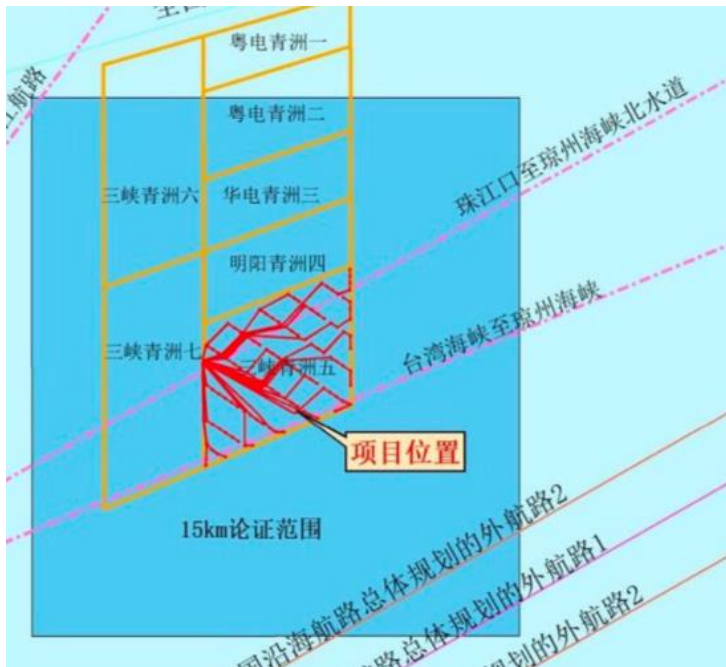 粤电青洲一
粤电青洲二
珠江口至琼州海峡北水道
三峡青洲六
华电青洲三
明阳青洲四
台湾海峡至琼州海峡
三峡青洲七
三峡青洲五
项目位置
15km论证范围
国沿海航路总体规划的外航路2
航路总体规划的外航路1
规划的外航路2